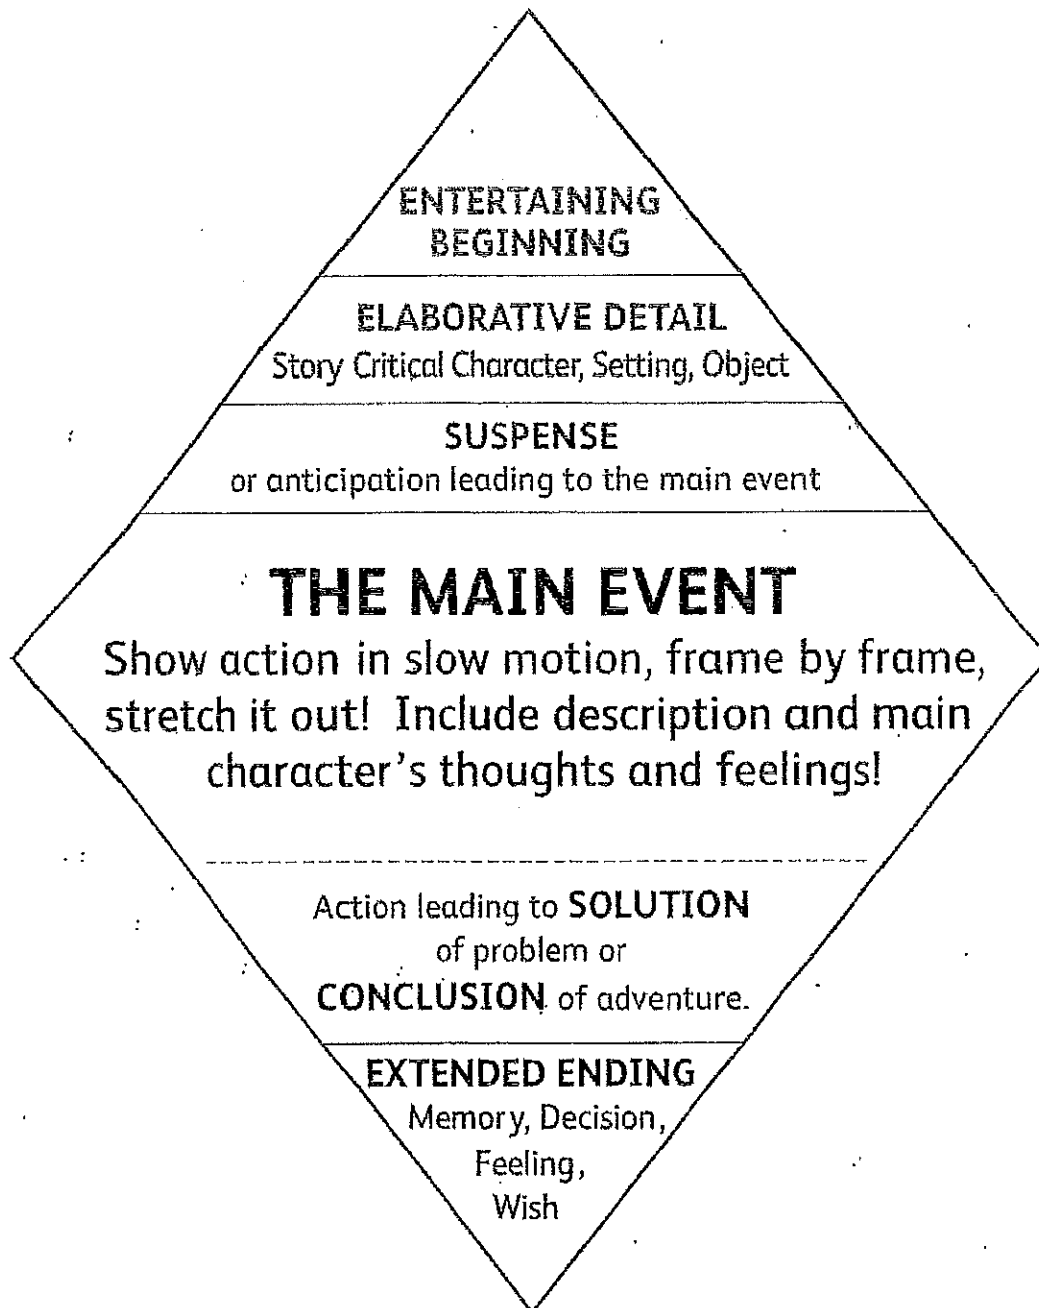 ENTERTAINING
BEGINNING
ELABORATIVE DETAIL
Story Critical Character, Setting, Object
SUSPENSE
or anticipation leading to the main event
THE MAIN EVENT
Show action in slow motion, frame by frame,
stretch it out! Include description and main
character's thoughts and feelings!
Action leading to SOLUTION
of problem or
CONCLUSION of adventure.
EXTENDED ENDING
Memory, Decision,
Feeling,
Wish